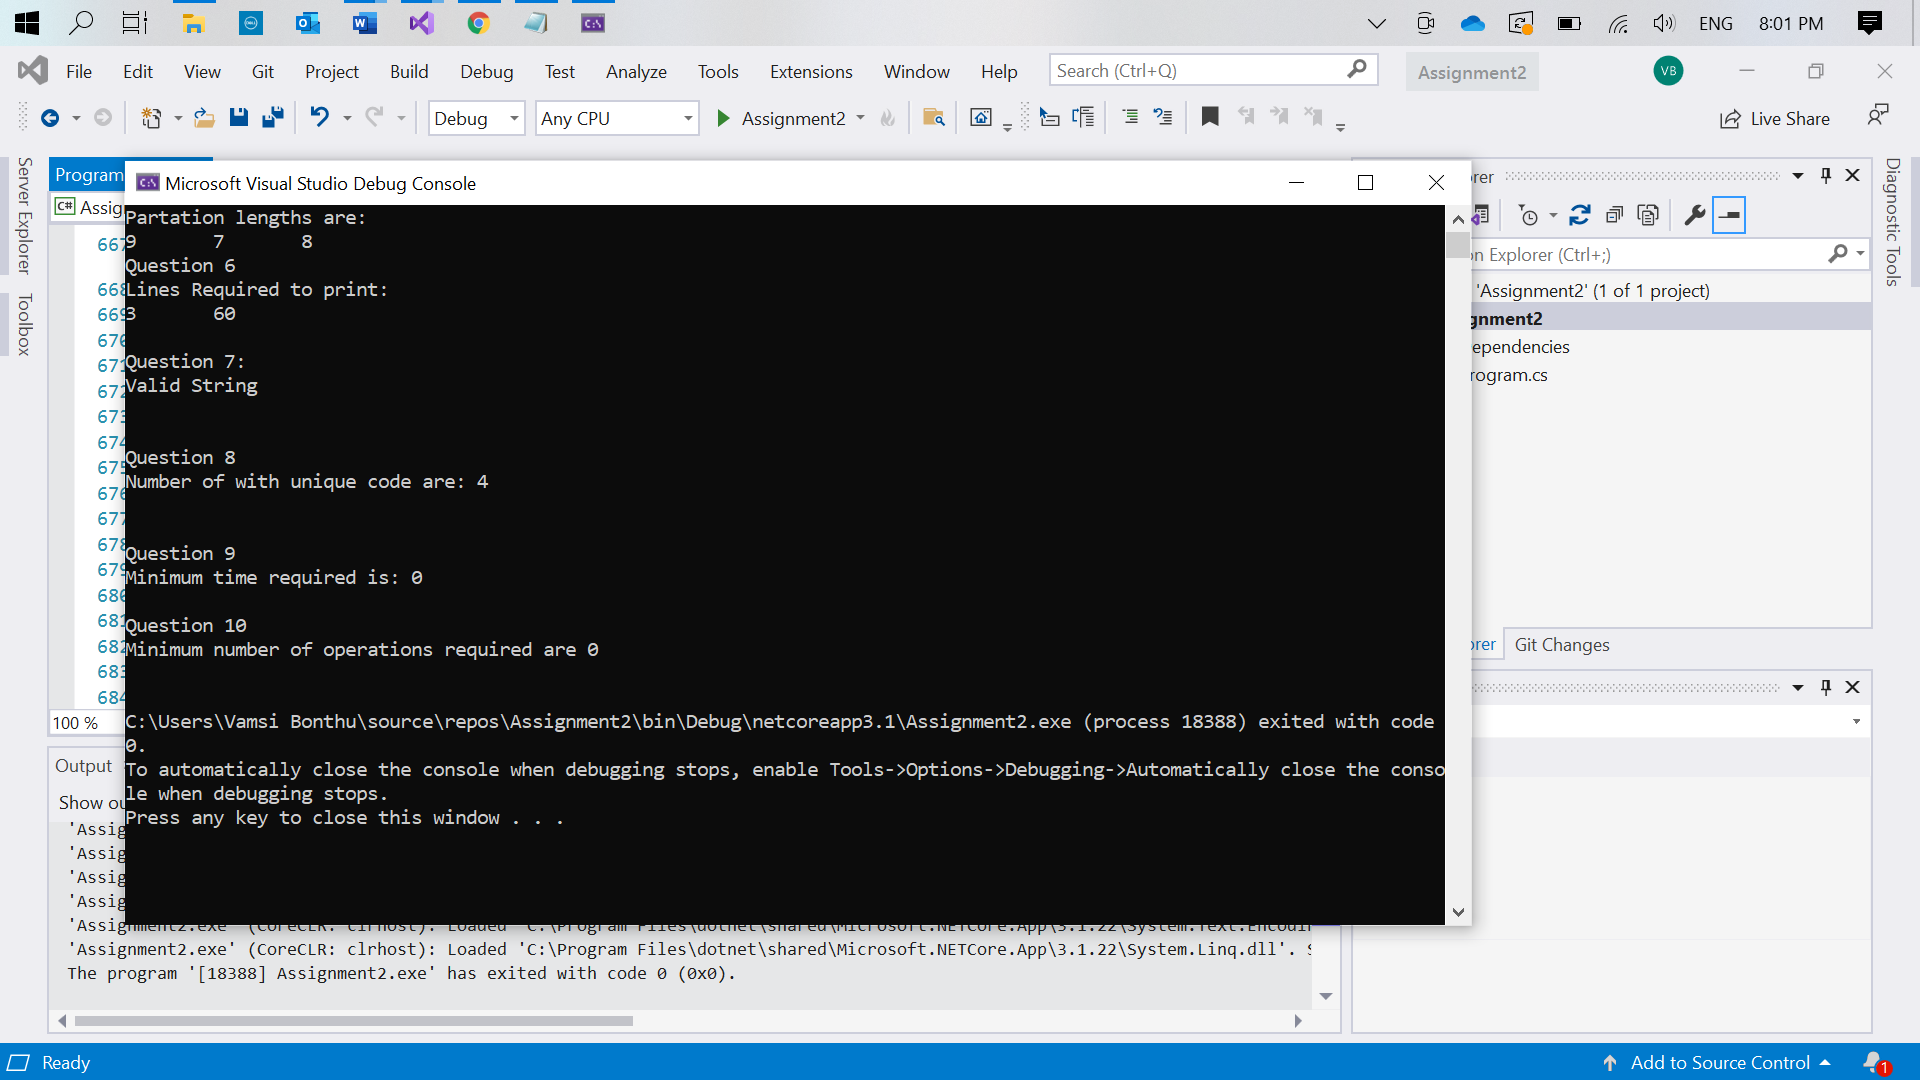 ENG
8:01 PM
File Edit View Git Project Build Debug Test Analyze Tools Extensions Window Help
Search (Ctrl+Q)
Assignment2
VB
Debug
Any CPU
Assignment2
Live Share
Server Explorer
Toolbox
Diagnostic Tools
Program
C# Assig
Microsoft Visual Studio Debug Console
Partation lengths are:
9 7 8
Question 6
Lines Required to print:
3 60
Question 7:
Valid String
Question 8
Number of with unique code are: 4
Question 9
Minimum time required is: 0
Question 10
Minimum number of operations required are 0
C:\Users\Vamsi Bonthu\source\repos\Assignment2\bin\Debug\netcoreapp3.1\Assignment2.exe (process 18388) exited with code
0.
To automatically close the console when debugging stops, enable Tools->Options->Debugging->Automatically close the conso
le when debugging stops.
Press any key to close this window . . .
667
668
669
670
671
672
673
674
675
676
677
678
679
680
681
682
683
684
100 %
rer
on Explorer (Ctrl+;)
'Assignment2' (1 of 1 project)
gnment2
ependencies
rogram.cs
rer
Git Changes
Output
Show ou
'Assig
'Assig
'Assig
'Assig
'Assignment2.exe' (CoreCLR: clrhost): Loaded 'C:\Program Files\dotnet\shared\Microsoft.NETCore.App\3.1.22\System.Text.Encodin
'Assignment2.exe' (CoreCLR: clrhost): Loaded 'C:\Program Files\dotnet\shared\Microsoft.NETCore.App\3.1.22\System.Linq.dll'. S
The program '[18388] Assignment2.exe' has exited with code 0 (0x0).
Ready
Add to Source Control
1